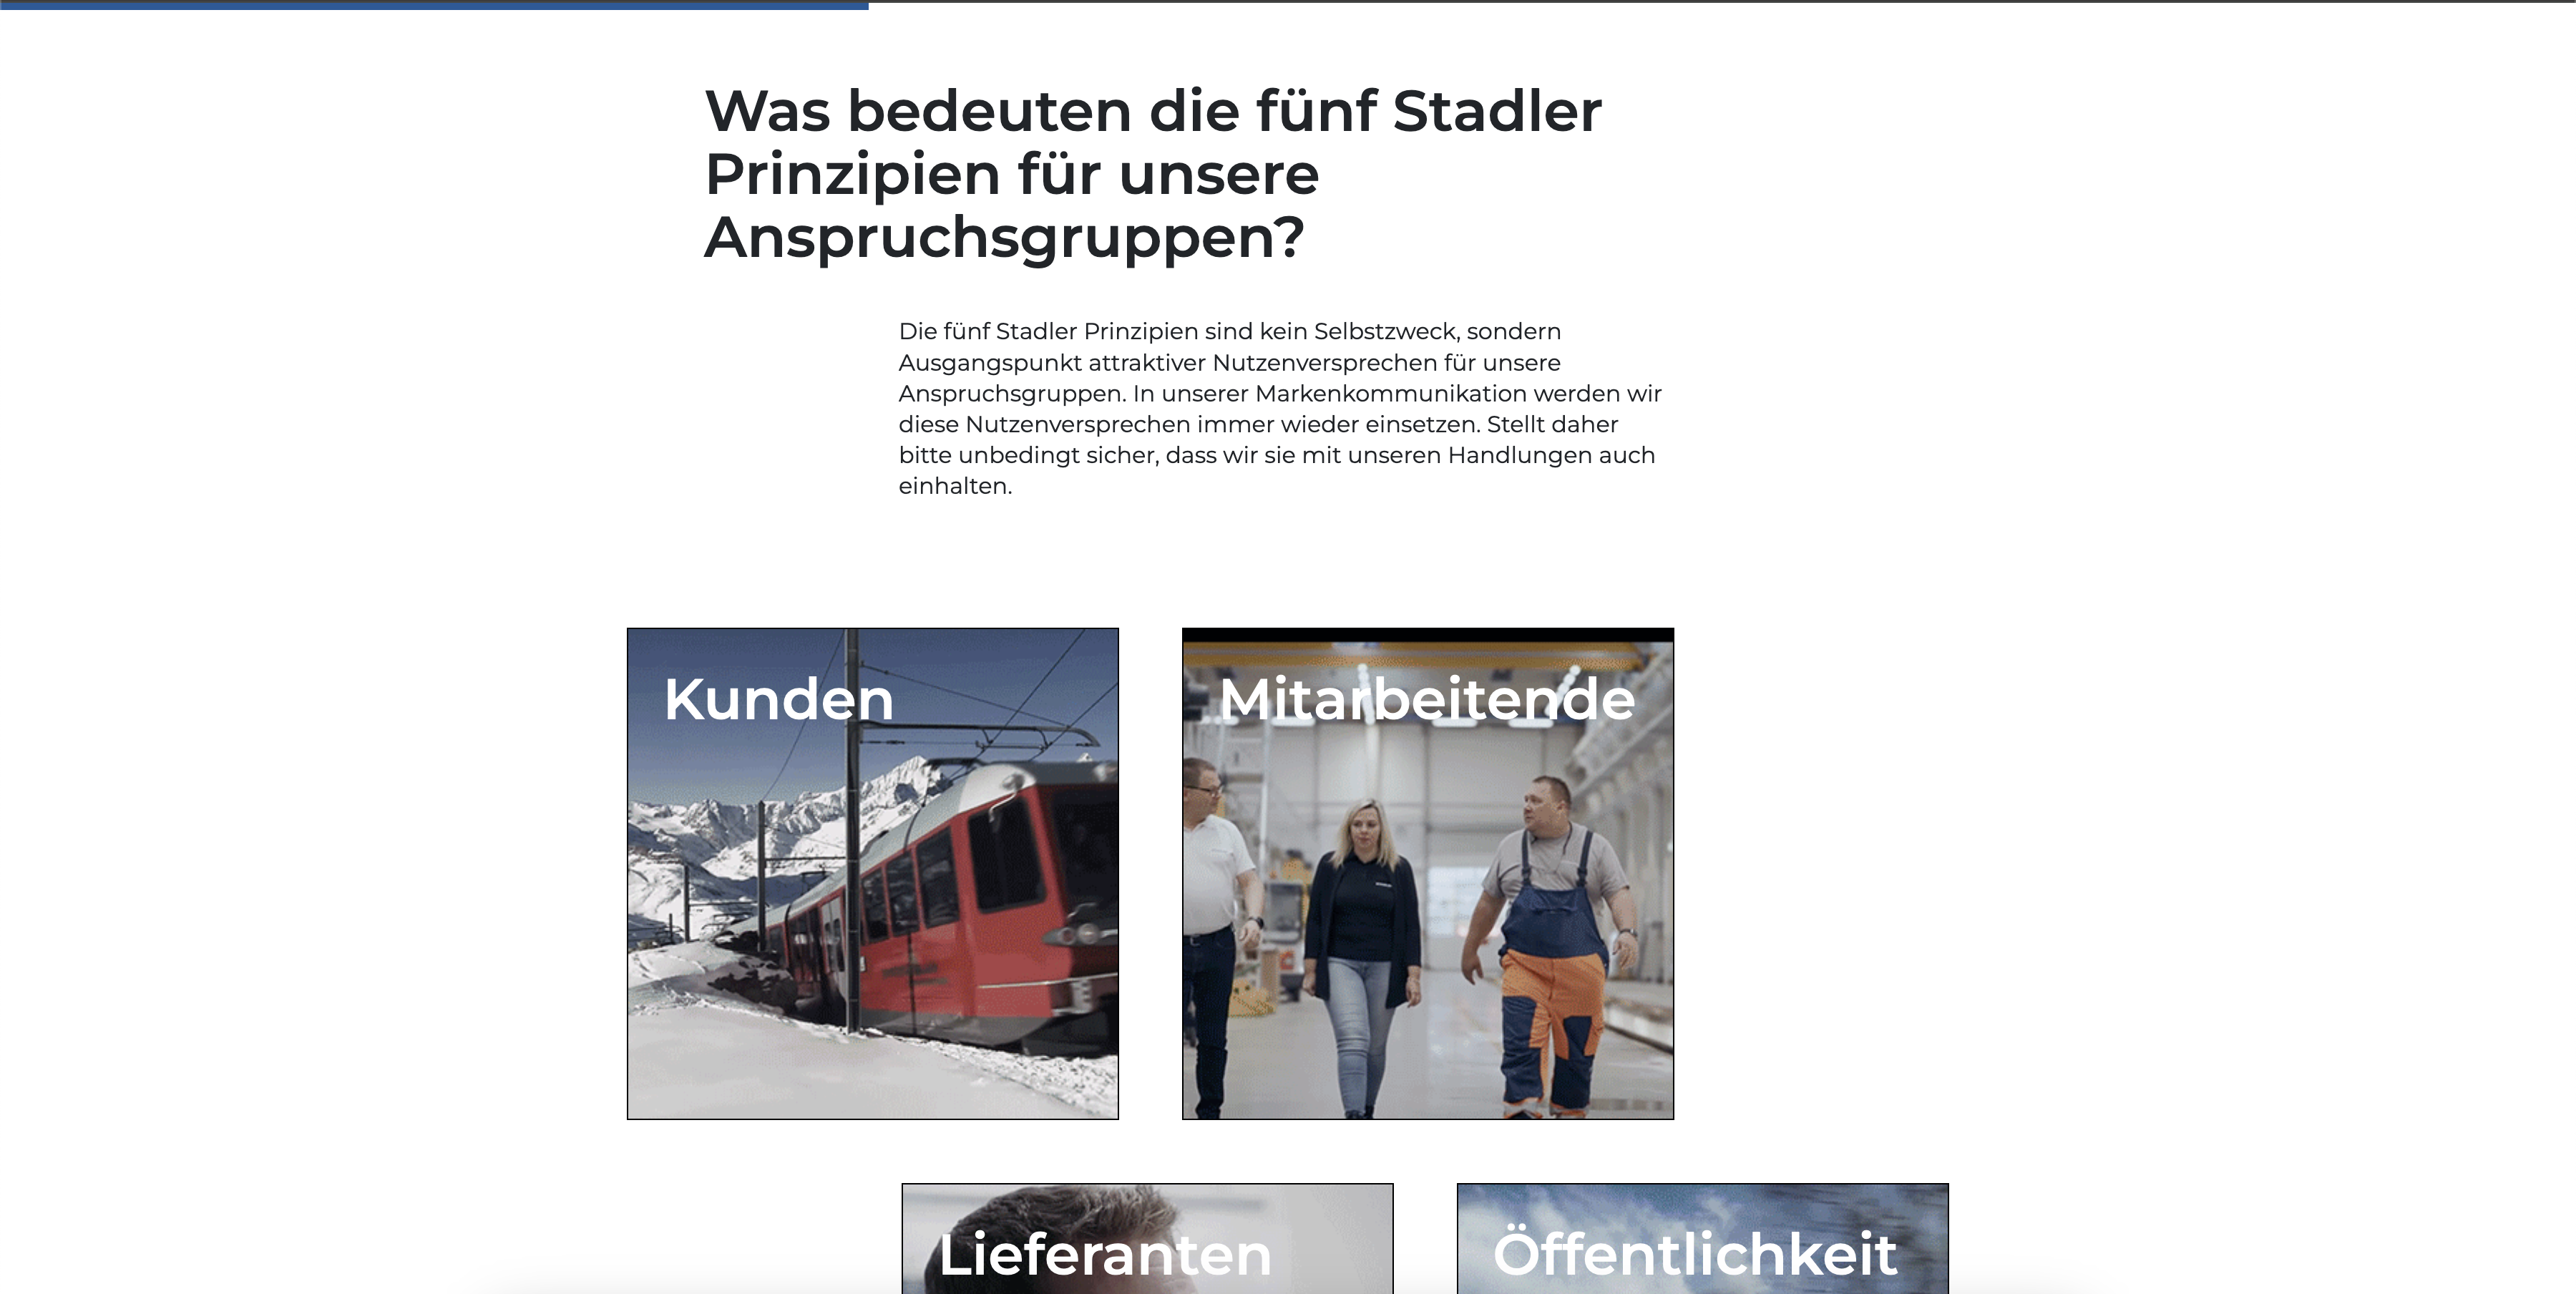 Was bedeuten die fünf Stadler
Prinzipien für unsere
Anspruchsgruppen?
Die fünf Stadler Prinzipien sind kein Selbstzweck, sondern
Ausgangspunkt attraktiver Nutzenversprechen für unsere
Anspruchsgruppen. In unserer Markenkommunikation werden wir
diese Nutzenversprechen immer wieder einsetzen. Stellt daher
bitte unbedingt sicher, dass wir sie mit unseren Handlungen auch
einhalten.
Kunden
Mitarbeitende
Lieferanten
Öffentlichkeit